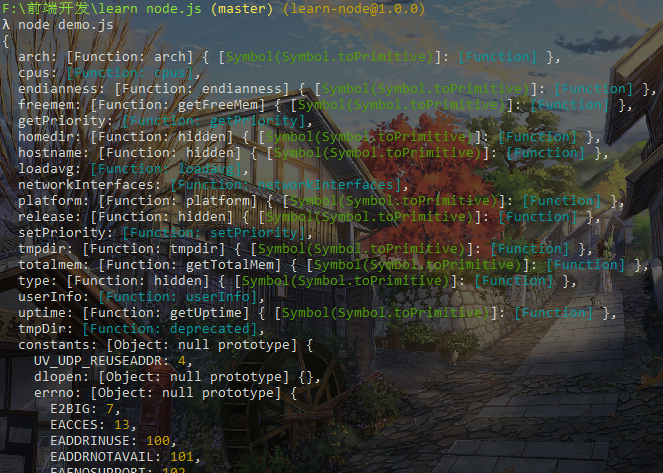 F:\前端开发\learn node.js (master) (learn-node@1.0.0)
λ node demo.js
{
  arch: [Function: arch] { [Symbol(Symbol.toPrimitive)]: [Function] },
  cpus: [Function: cpus],
  endianness: [Function: endianness] { [Symbol(Symbol.toPrimitive)]: [Function] },
  freemem: [Function: getFreeMem] { [Symbol(Symbol.toPrimitive)]: [Function] },
  getPriority: [Function: getPriority],
  homedir: [Function: hidden] { [Symbol(Symbol.toPrimitive)]: [Function] },
  hostname: [Function: hidden] { [Symbol(Symbol.toPrimitive)]: [Function] },
  loadavg: [Function: loadavg],
  networkInterfaces: [Function: networkInterfaces],
  platform: [Function: platform] { [Symbol(Symbol.toPrimitive)]: [Function] },
  release: [Function: hidden] { [Symbol(Symbol.toPrimitive)]: [Function] },
  setPriority: [Function: setPriority],
  tmpdir: [Function: tmpdir] { [Symbol(Symbol.toPrimitive)]: [Function] },
  totalmem: [Function: getTotalMem] { [Symbol(Symbol.toPrimitive)]: [Function] },
  type: [Function: hidden] { [Symbol(Symbol.toPrimitive)]: [Function] },
  userInfo: [Function: userInfo],
  uptime: [Function: getUptime] { [Symbol(Symbol.toPrimitive)]: [Function] },
  tmpDir: [Function: deprecated],
  constants: [Object: null prototype] {
    UV_UDP_REUSEADDR: 4,
    dlopen: [Object: null prototype] {},
    errno: [Object: null prototype] {
      E2BIG: 7,
      EACCES: 13,
      EADDRINUSE: 100,
      EADDRNOTAVAIL: 101,
      EAFNOSUPPORT: 102,